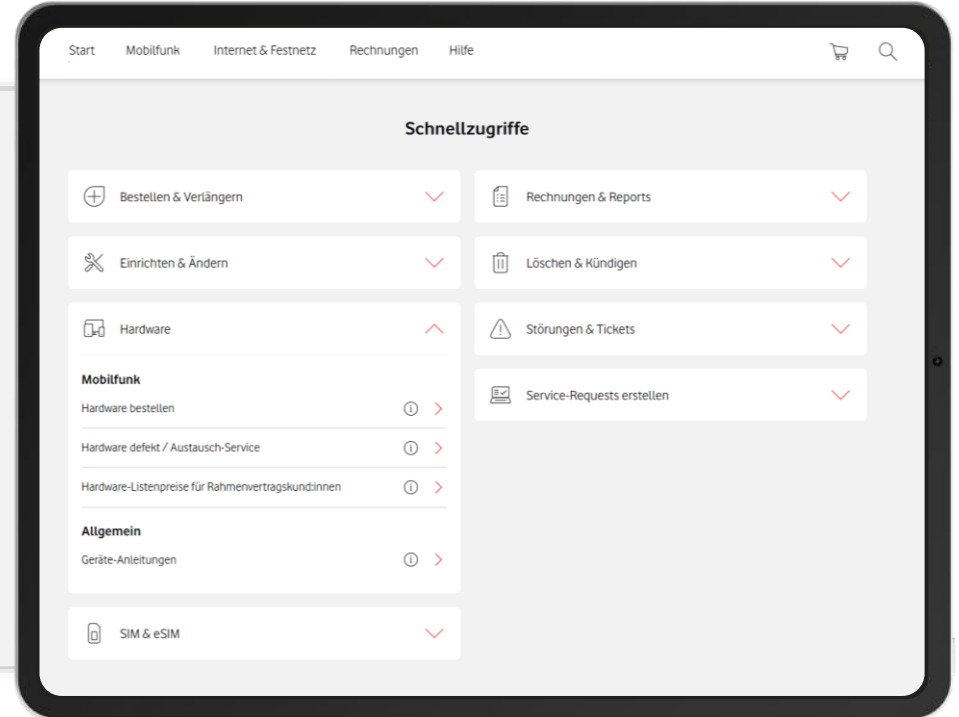 Start Mobilfunk Internet & Festnetz Rechnungen Hilfe
Schnellzugriffe
Bestellen & Verlängern
Einrichten & Ändern
Hardware
Mobilfunk
Hardware bestellen
Hardware defekt / Austausch-Service
Hardware-Listenpreise für Rahmenvertragskund:innen
Allgemein
Geräte-Anleitungen
SIM & eSIM
Rechnungen & Reports
Löschen & Kündigen
Störungen & Tickets
Service-Requests erstellen